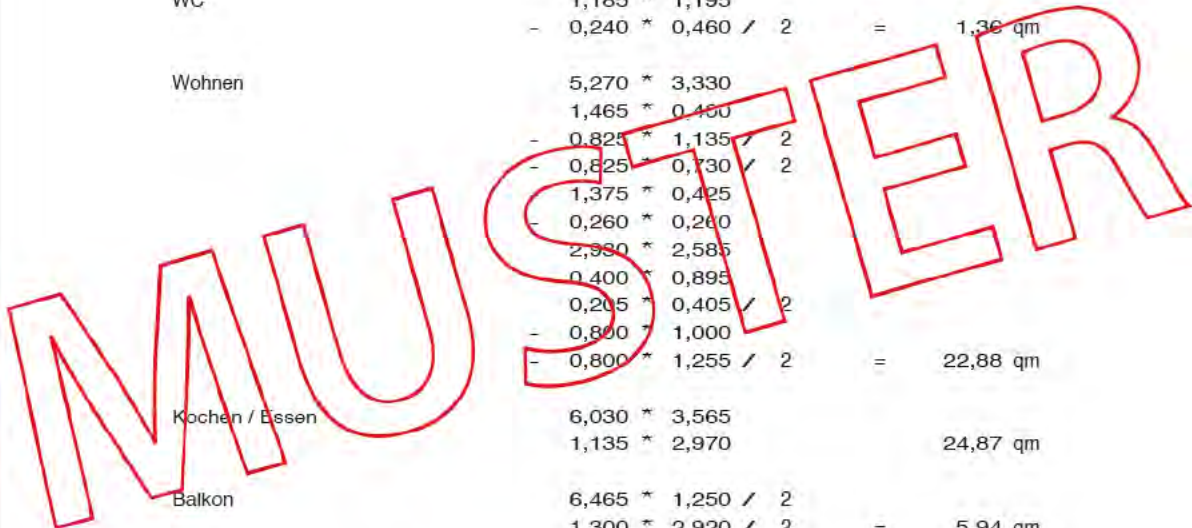 WC 1,185 * 1,195
- 0,240 * 0,460 / 2 = 1,36 qm
Wohnen 5,270 * 3,330
1,465 * 0,400
- 0,825 * 1,135 / 2
- 0,825 * 0,730 / 2
1,375 * 0,425
- 0,260 * 0,260
2,930 * 2,585
0,400 * 0,895
0,205 * 0,405 / 2
- 0,800 * 1,000
- 0,800 * 1,255 / 2 = 22,88 qm
Kochen / Essen 6,030 * 3,565
1,135 * 2,970 24,87 qm
Balkon 6,465 * 1,250 / 2
1,300 * 2,920 / 2 = 5,94 qm
MUSTER